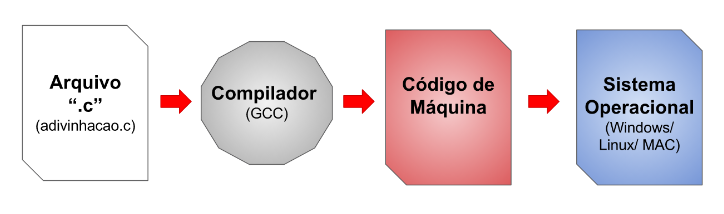 Arquivo
“.c”
(adivinhacao.c)
Compilador
(GCC)
Código de
Máquina
Sistema
Operacional
(Windows/
Linux/ MAC)